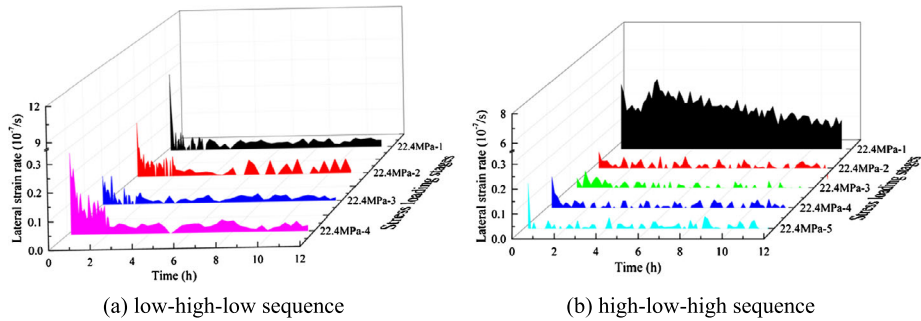 12
9
0.3
0.2
0.1
0.0
Lateral strain rate (10⁻⁷/s)
0 2 4 6 8 10 12
Time (h)
22.4MPa-1
22.4MPa-2
22.4MPa-3
22.4MPa-4
Stress loading stages
(a) low-high-low sequence
8
6
0.3
0.2
0.1
0.0
Lateral strain rate (10⁻⁷/s)
0 2 4 6 8 10 12
Time (h)
22.4MPa-1
22.4MPa-2
22.4MPa-3
22.4MPa-4
22.4MPa-5
Stress loading stages
(b) high-low-high sequence